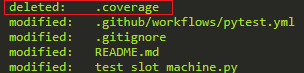 deleted:    .coverage
modified:   .github/workflows/pytest.yml
modified:   .gitignore
modified:   README.md
modified:   test slot machine.py